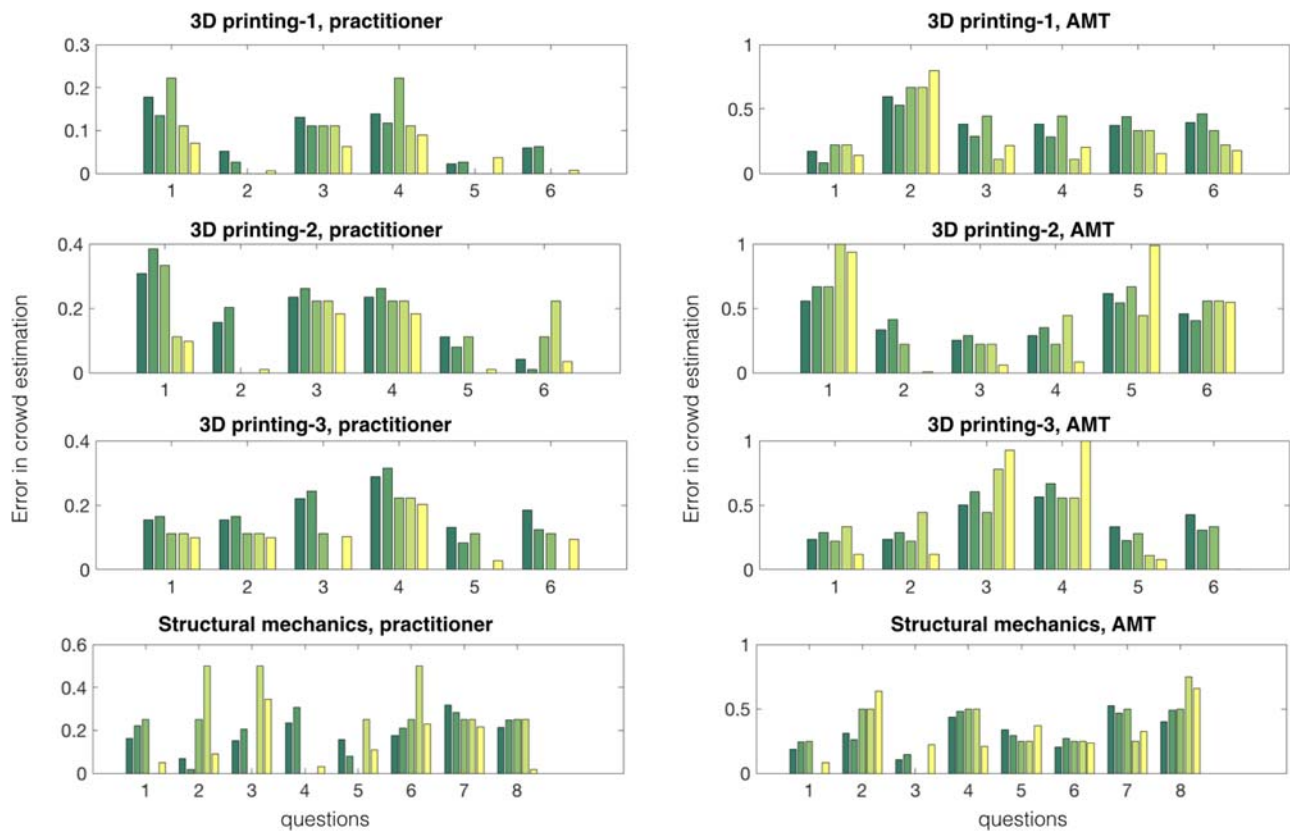 3D printing-1, practitioner
0.3
0.2
0.1
0
1 2 3 4 5 6
3D printing-1, AMT
1
0.5
0
1 2 3 4 5 6
3D printing-2, practitioner
0.4
0.2
0
1 2 3 4 5 6
3D printing-2, AMT
1
0.5
0
1 2 3 4 5 6
Error in crowd estimation
Error in crowd estimation
3D printing-3, practitioner
0.4
0.2
0
1 2 3 4 5 6
3D printing-3, AMT
1
0.5
0
1 2 3 4 5 6
Structural mechanics, practitioner
0.6
0.4
0.2
0
1 2 3 4 5 6 7 8
questions
Structural mechanics, AMT
1
0.5
0
1 2 3 4 5 6 7 8
questions